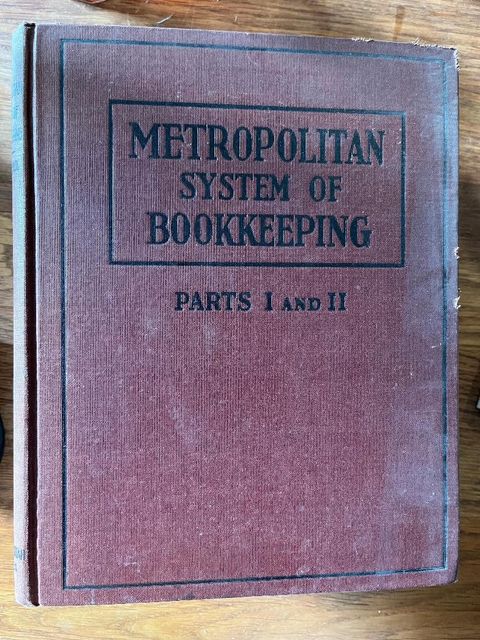 METROPOLITAN
SYSTEM OF
BOOKKEEPING
PARTS I AND II